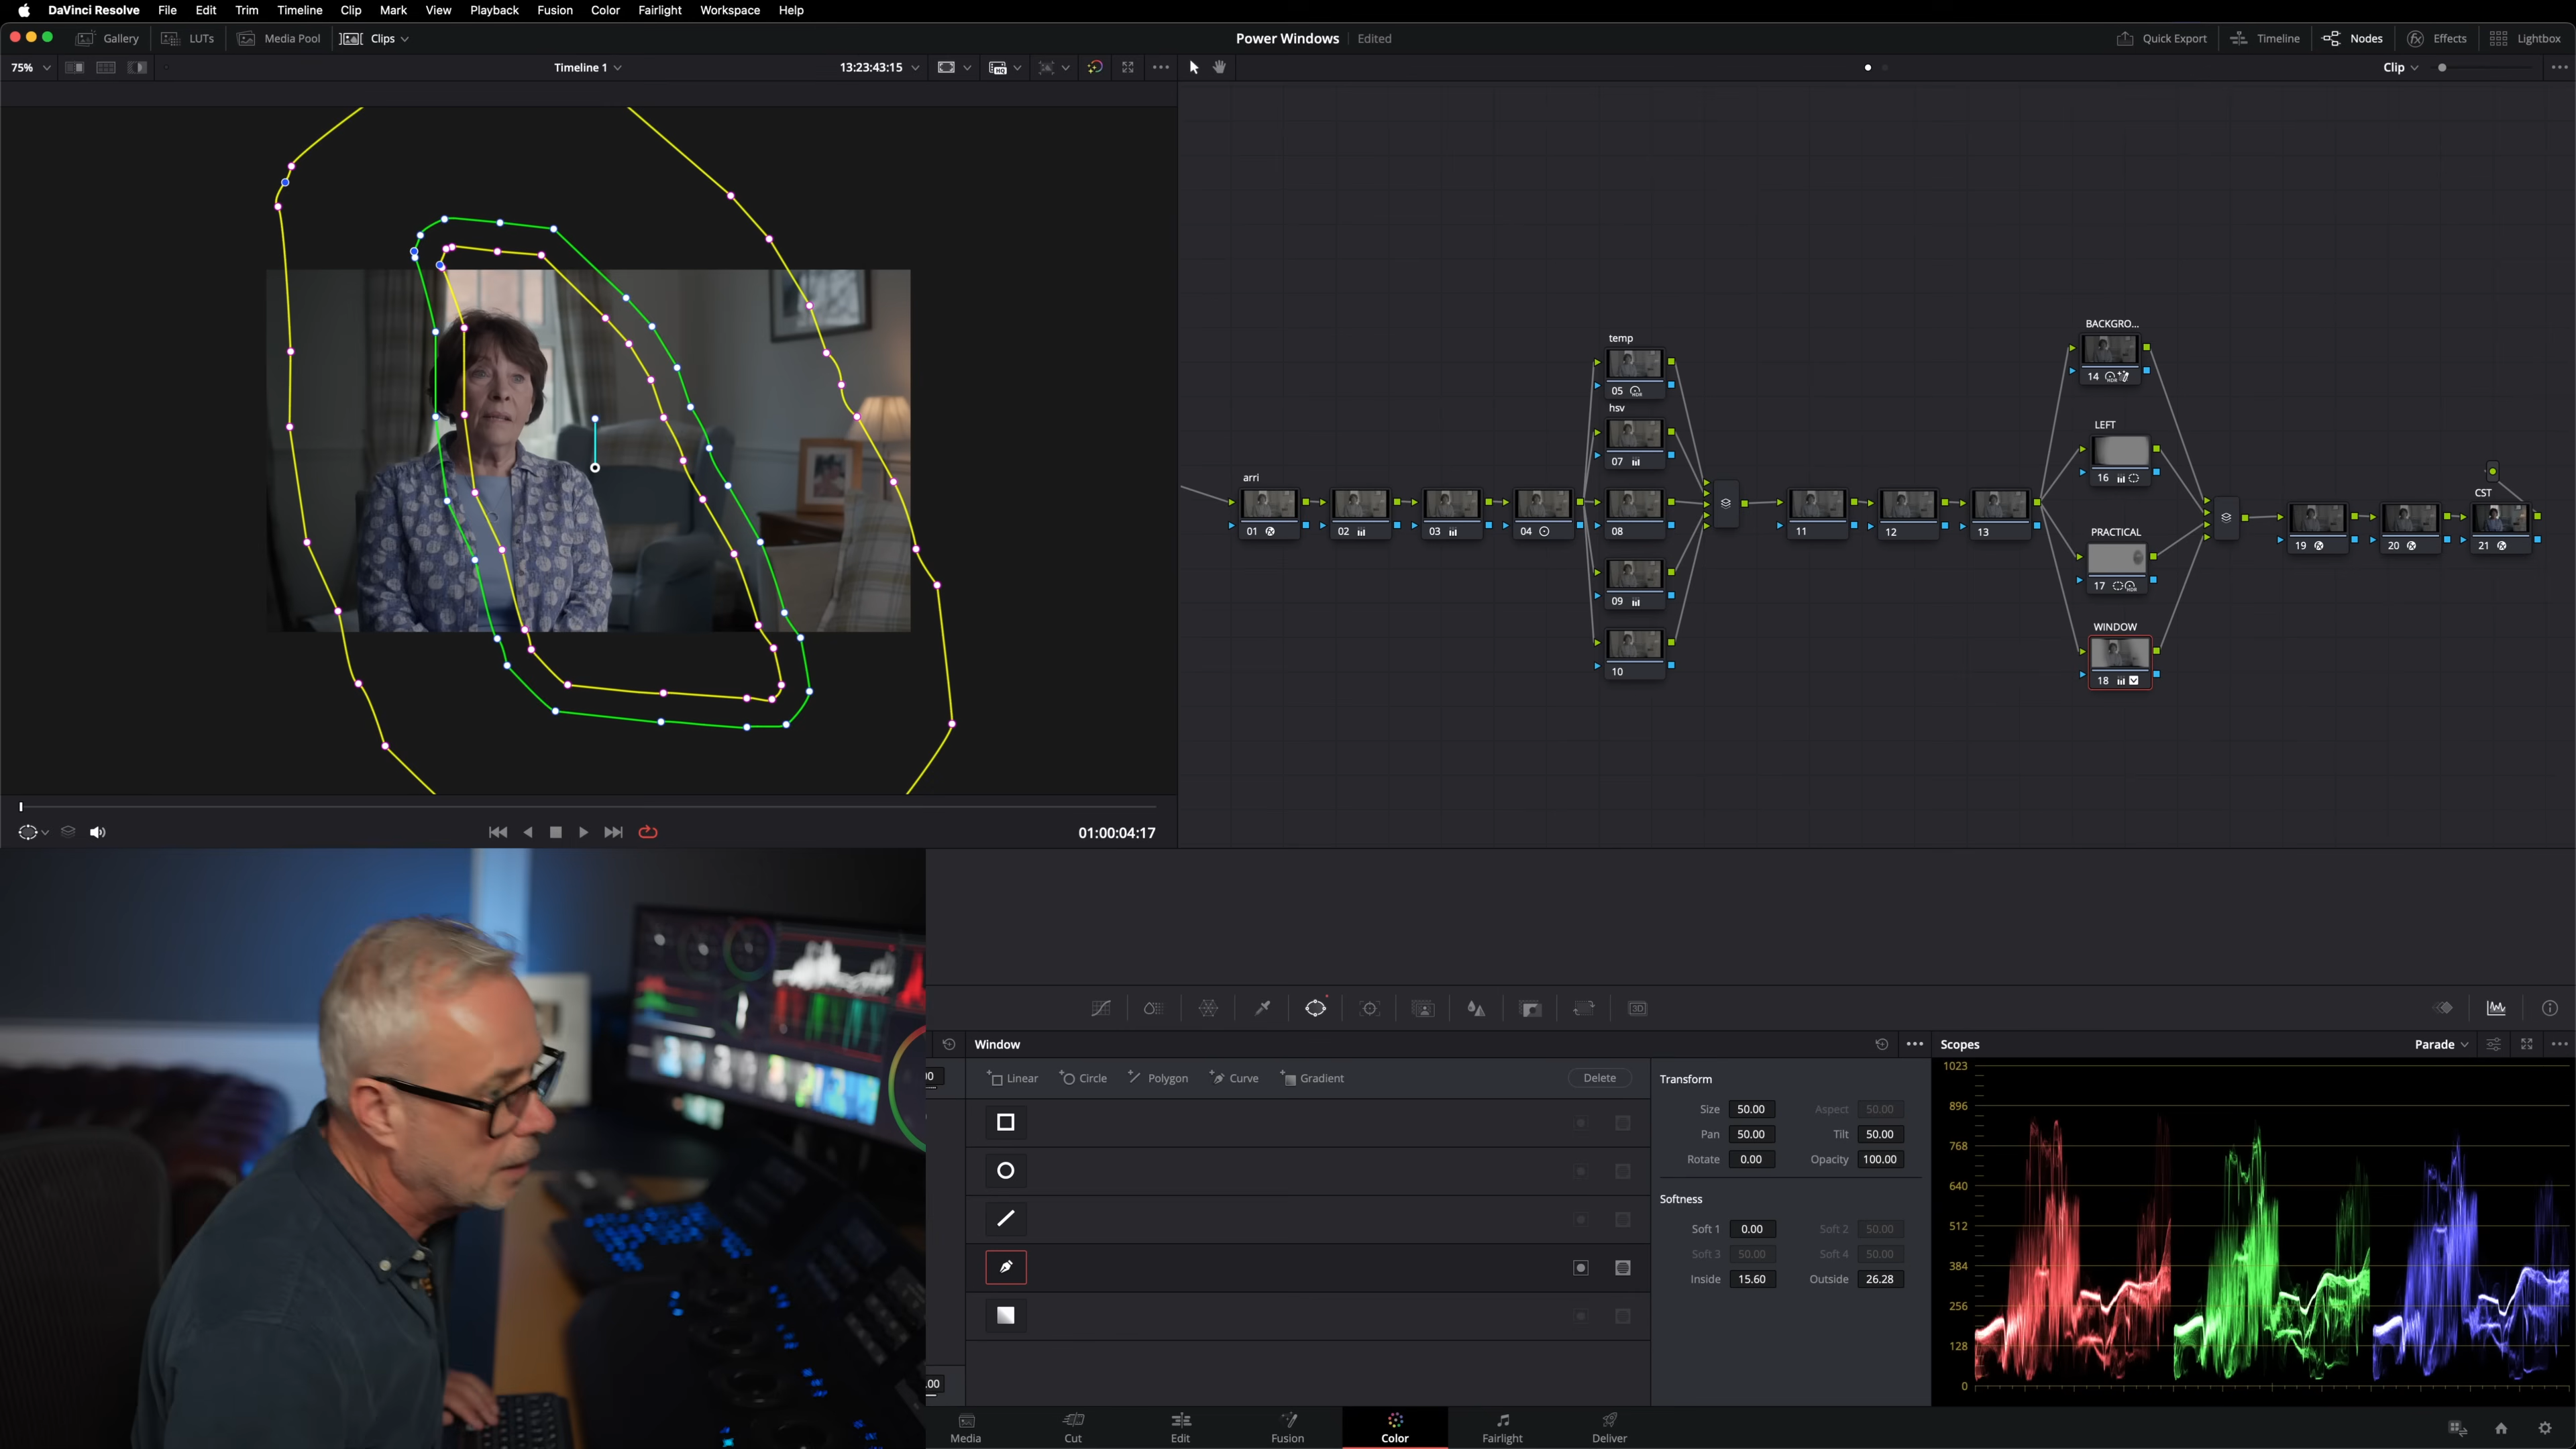 DaVinci Resolve File Edit Trim Timeline Clip Mark View Playback Fusion Color Fairlight Workspace Help
Gallery LUTs Media Pool Clips Power Windows Edited Quick Export Timeline Nodes Effects Lightbox
75% Timeline 1 13:23:43:15 HQ Clip
BACKGRO...
14 HDR
temp
05 HDR
hsv
07
LEFT
16
arri
01
02
03
04
08
11
12
13
PRACTICAL
17 HDR
CST
19
20
21
09
10
WINDOW
18
01:00:04:17
3D
Window
Scopes Parade
Linear Circle Polygon Curve Gradient Delete
Transform
Size 50.00 Aspect 50.00
Pan 50.00 Tilt 50.00
Rotate 0.00 Opacity 100.00
Softness
Soft 1 0.00 Soft 2 50.00
Soft 3 50.00 Soft 4 50.00
Inside 15.60 Outside 26.28
1023
896
768
640
512
384
256
128
0
Media Cut Edit Fusion Color Fairlight Deliver